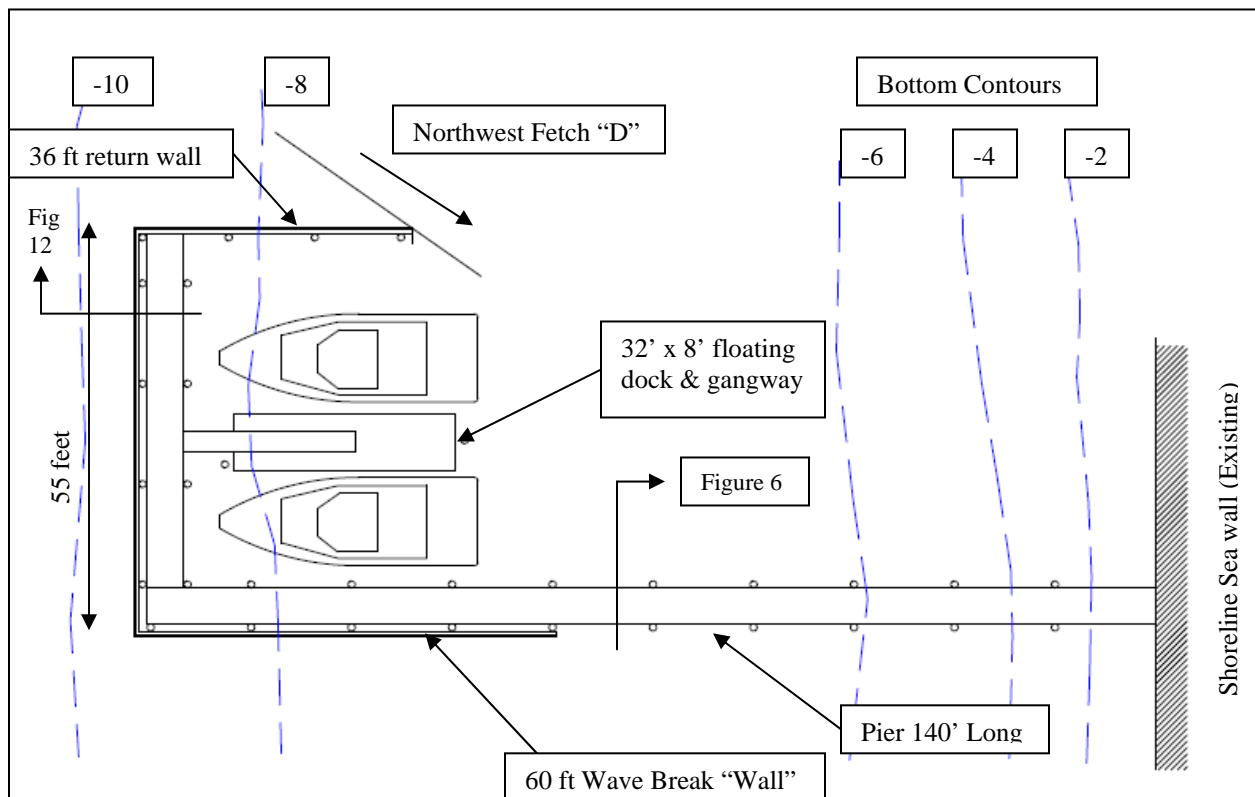 -10
-8
Bottom Contours
Northwest Fetch “D”
36 ft return wall
-6
-4
-2
Fig
12
55 feet
32’ x 8’ floating
dock & gangway
Figure 6
Shoreline Sea wall (Existing)
Pier 140’ Long
60 ft Wave Break “Wall”